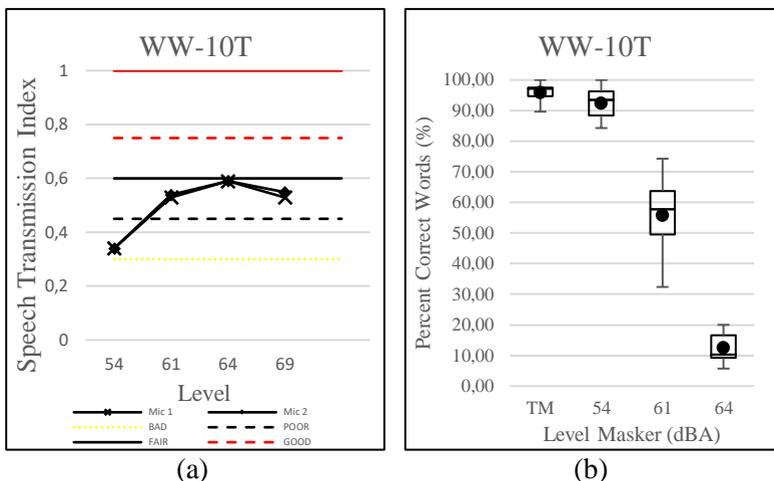 WW-10T
Speech Transmission Index
1
0,8
0,6
0,4
0,2
0
54 61 64 69
Level
Mic 1 Mic 2
BAD POOR
FAIR GOOD
(a)
WW-10T
Percent Correct Words (%)
100,00
90,00
80,00
70,00
60,00
50,00
40,00
30,00
20,00
10,00
0,00
TM 54 61 64
Level Masker (dBA)
(b)